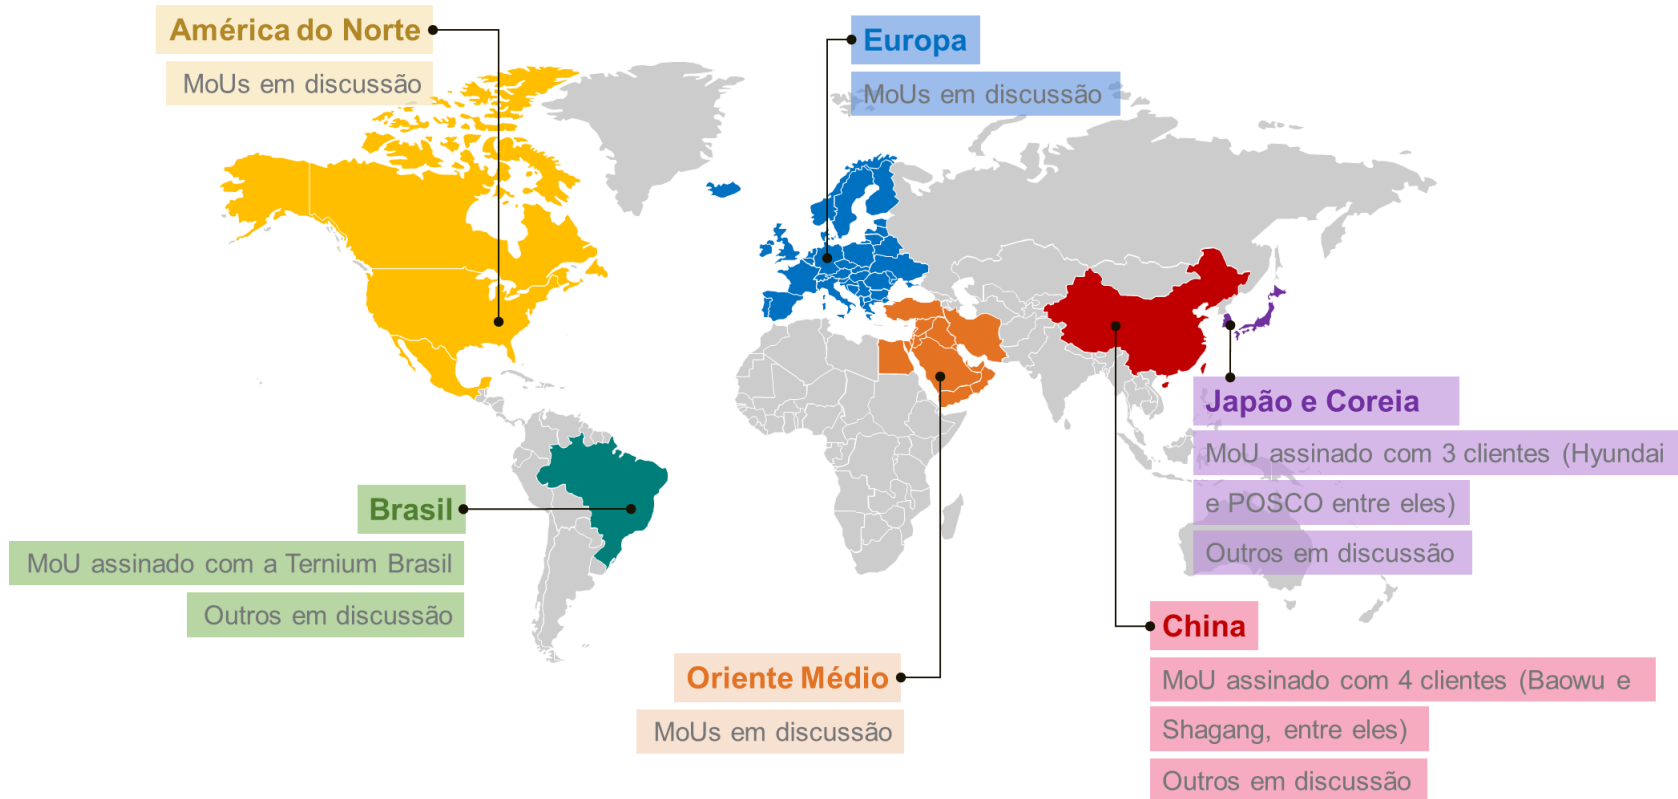 América do Norte
MoUs em discussão
Europa
MoUs em discussão
Japão e Coreia
MoU assinado com 3 clientes (Hyundai
e POSCO entre eles)
Outros em discussão
Brasil
MoU assinado com a Ternium Brasil
Outros em discussão
China
MoU assinado com 4 clientes (Baowu e
Shagang, entre eles)
Outros em discussão
Oriente Médio
MoUs em discussão